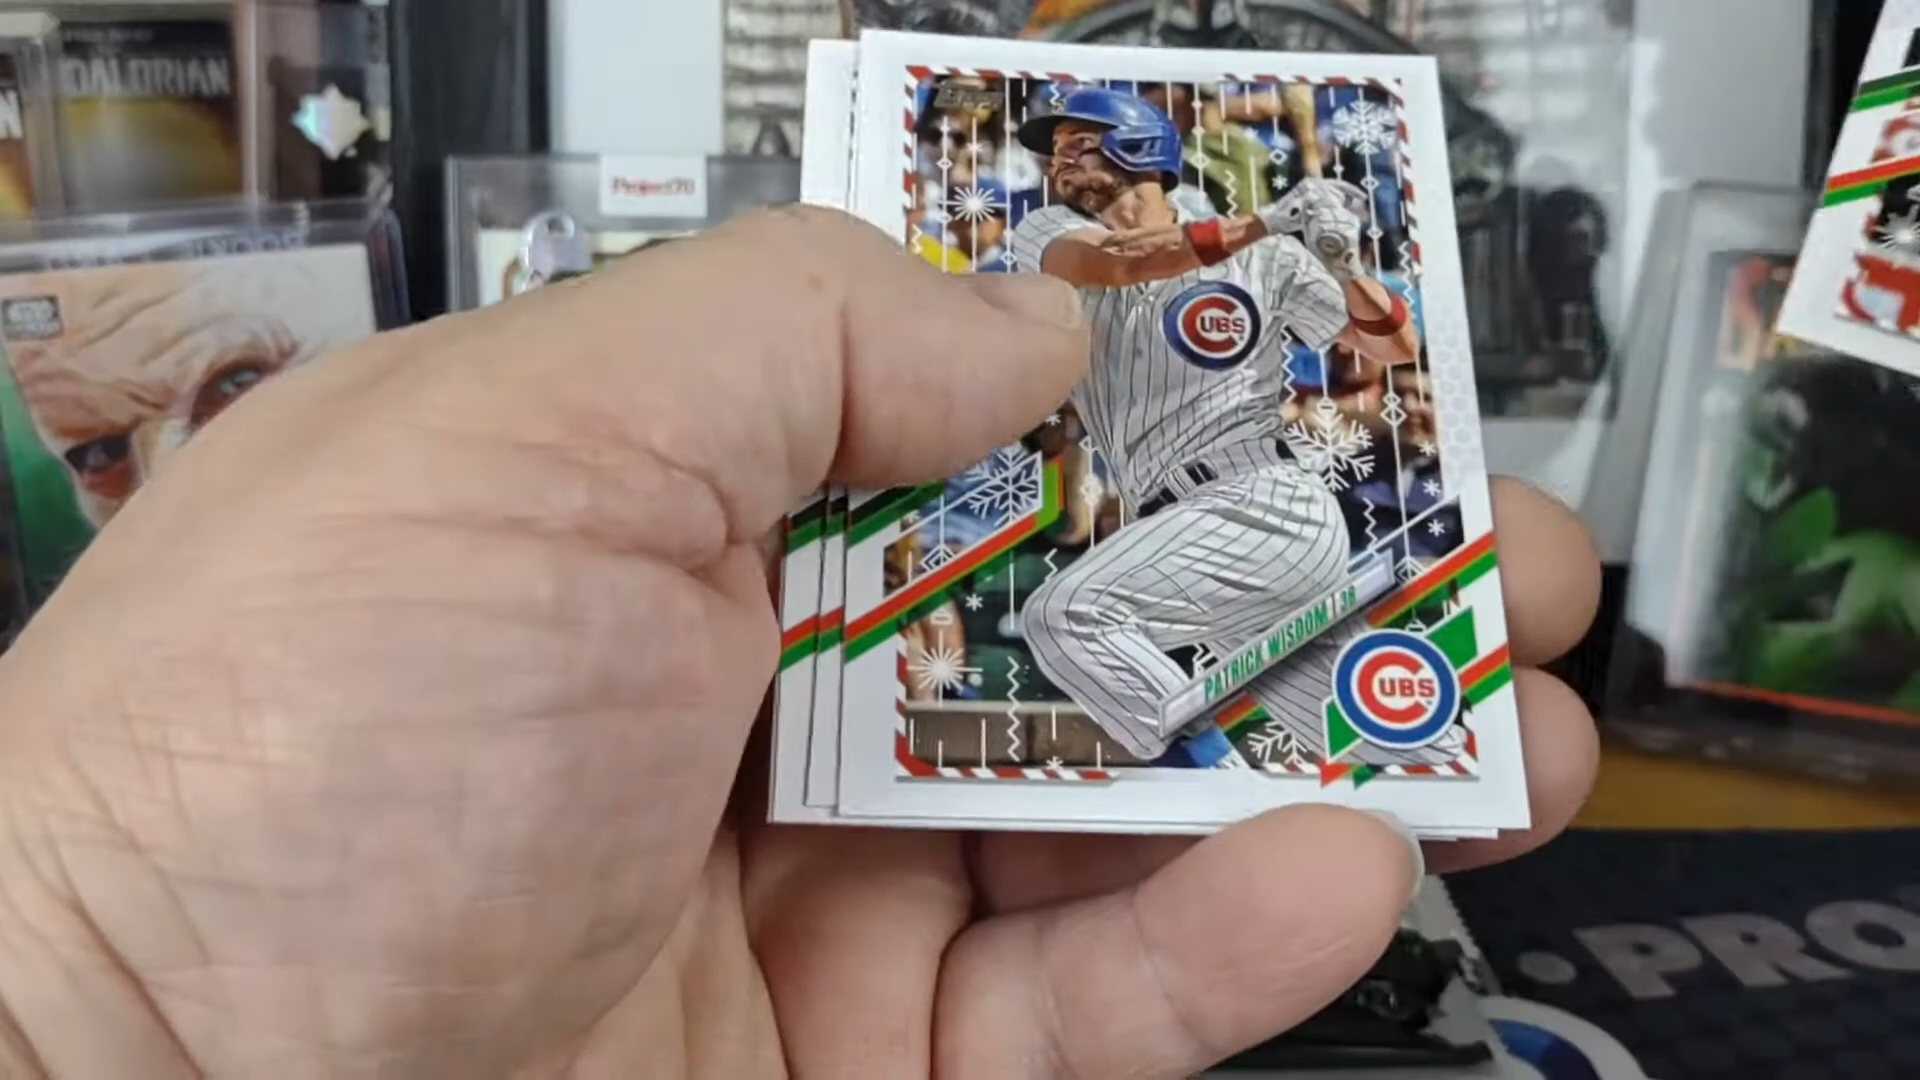 DALORIAN
N
Project70
TOPPS
CUBS
PATRICK WISDOM | 3B
CUBS
PRO